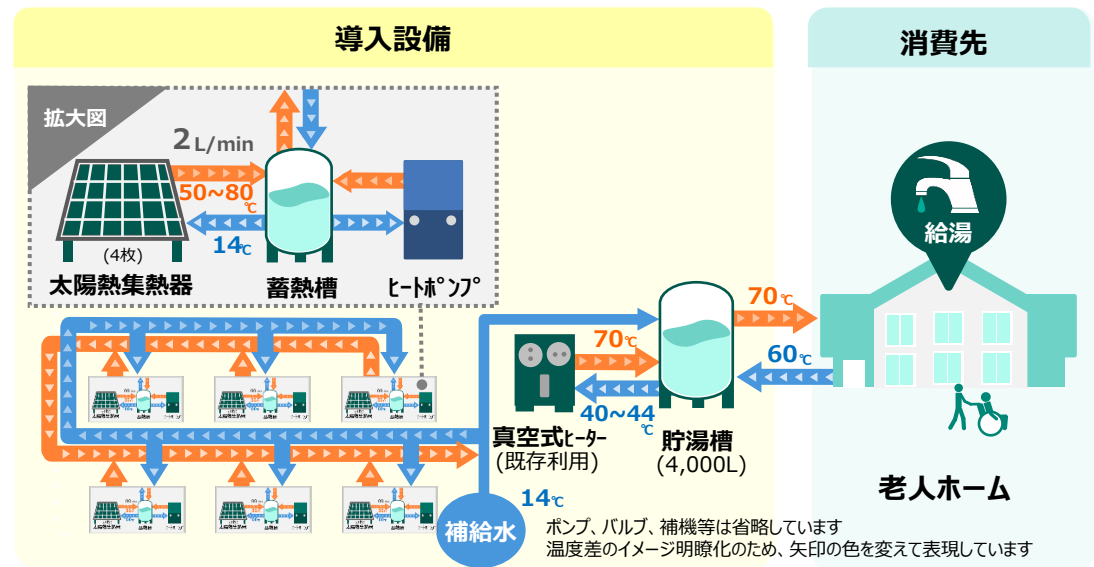 導入設備
消費先
拡大図
2 L/min
50~80
℃
14℃
(4枚)
太陽熱集熱器
蓄熱槽
ﾋｰﾄﾎﾟﾝﾌﾟ
給湯
70℃
60℃
70℃
40~44
℃
真空式ﾋｰﾀｰ
(既存利用)
貯湯槽
(4,000L)
老人ホーム
14℃
補給水
ポンプ、バルブ、補機等は省略しています
温度差のイメージ明瞭化のため、矢印の色を変えて表現しています